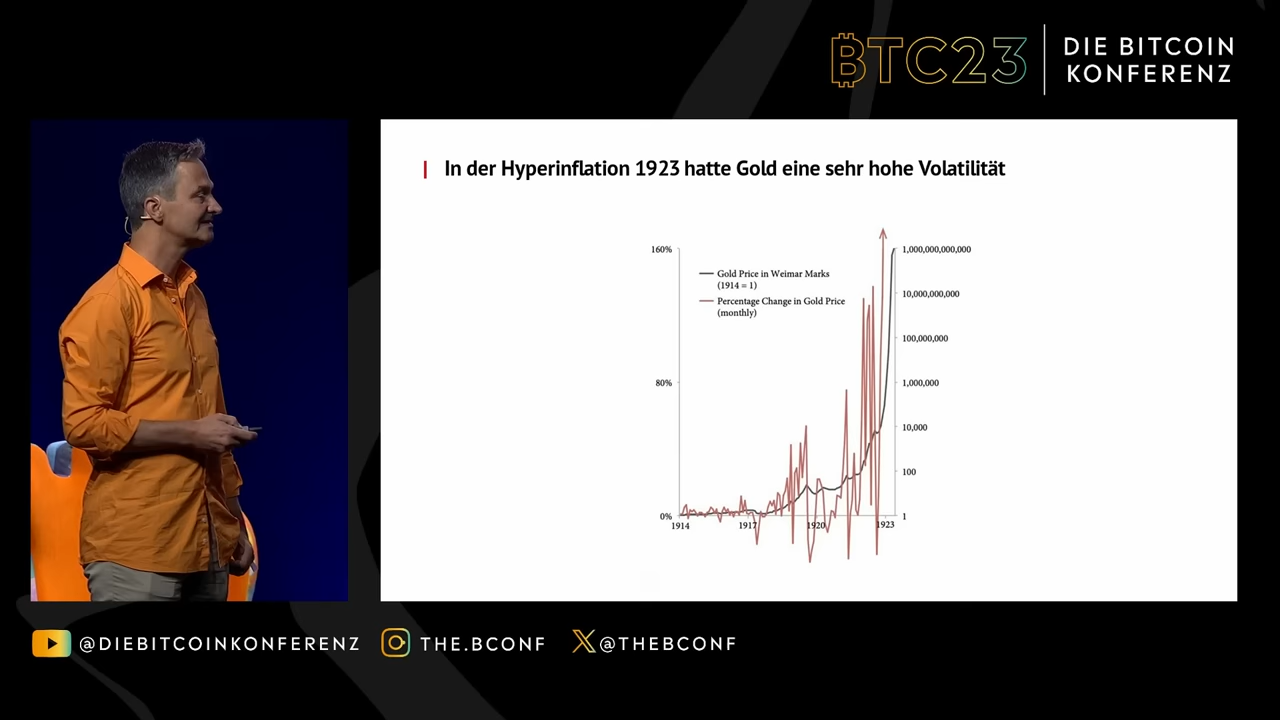 BTC23
DIE BITCOIN
KONFERENZ
In der Hyperinflation 1923 hatte Gold eine sehr hohe Volatilität
160%
80%
0%
Gold Price in Weimar Marks
(1914 = 1)
Percentage Change in Gold Price
(monthly)
1,000,000,000,000
10,000,000,000
100,000,000
1,000,000
10,000
100
1
1914
1917
1920
1923
@DIEBITCOINKONFERENZ
THE.BCONF
@THEBCONF